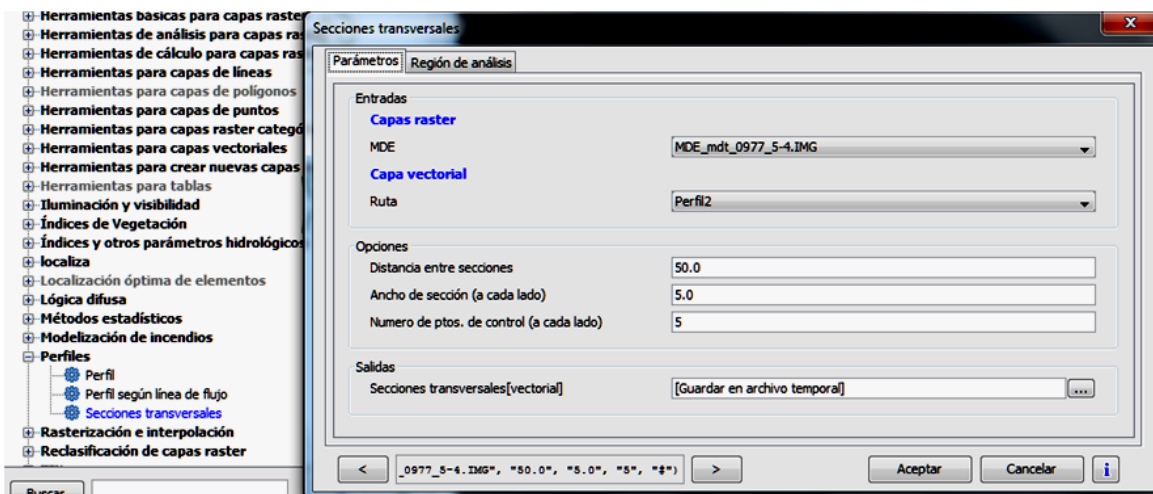 Herramientas básicas para capas raster
Herramientas de análisis para capas ras
Herramientas de cálculo para capas ras
Herramientas para capas de líneas
Herramientas para capas de polígonos
Herramientas para capas de puntos
Herramientas para capas raster categó
Herramientas para capas vectoriales
Herramientas para crear nuevas capas
Herramientas para tablas
Iluminación y visibilidad
Índices de Vegetación
Índices y otros parámetros hidrológicos
localiza
Localización óptima de elementos
Lógica difusa
Métodos estadísticos
Modelización de incendios
Perfiles
Perfil
Perfil según línea de flujo
Secciones transversales
Rasterización e interpolación
Reclasificación de capas raster
Buscar
Secciones transversales
X
Parámetros Región de análisis
Entradas
Capas raster
MDE MDE_mdt_0977_5-4.IMG
Capa vectorial
Ruta Perfil2
Opciones
Distancia entre secciones 50.0
Ancho de sección (a cada lado) 5.0
Numero de ptos. de control (a cada lado) 5
Salidas
Secciones transversales[vectorial] [Guardar en archivo temporal] ...
< _0977_5-4.IMG", "50.0", "5.0", "5", "#") > Aceptar Cancelar i